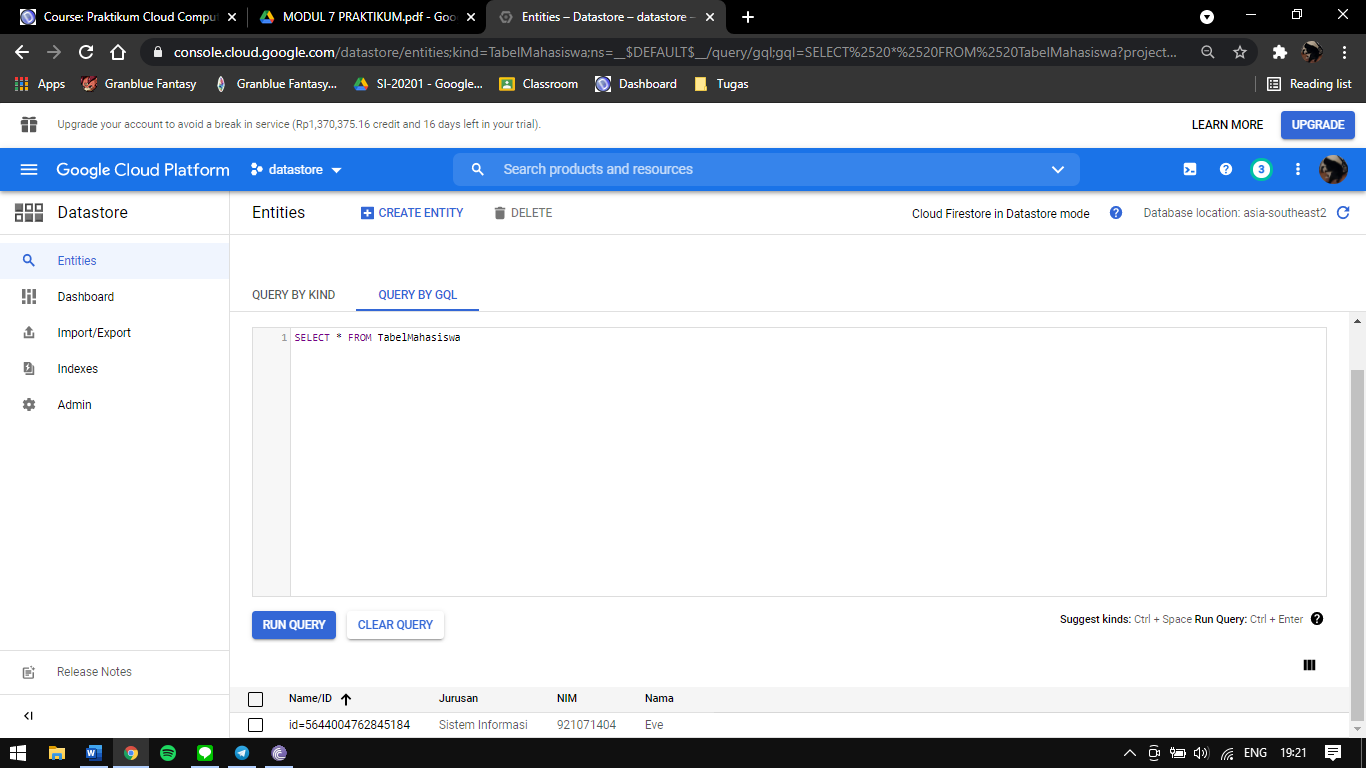 Course: Praktikum Cloud Compu
MODUL 7 PRAKTIKUM.pdf - Goo
Entities – Datastore – datastore –
console.cloud.google.com/datastore/entities;kind=TabelMahasiswa;ns=__$DEFAULT$__/query/gql;gql=SELECT%2520*%2520FROM%2520TabelMahasiswa?project...
Apps
Granblue Fantasy
Granblue Fantasy...
SI-20201 - Google...
Classroom
Dashboard
Tugas
Reading list
Upgrade your account to avoid a break in service (Rp1,370,375.16 credit and 16 days left in your trial).
LEARN MORE
UPGRADE
Google Cloud Platform
datastore
Search products and resources
3
Datastore
Entities
CREATE ENTITY
DELETE
Cloud Firestore in Datastore mode
Database location: asia-southeast2
Entities
Dashboard
Import/Export
Indexes
Admin
Release Notes
QUERY BY KIND
QUERY BY GQL
1 SELECT * FROM TabelMahasiswa
RUN QUERY
CLEAR QUERY
Suggest kinds: Ctrl + Space Run Query: Ctrl + Enter
Name/ID Jurusan NIM Nama
id=5644004762845184 Sistem Informasi 921071404 Eve
ENG
19:21